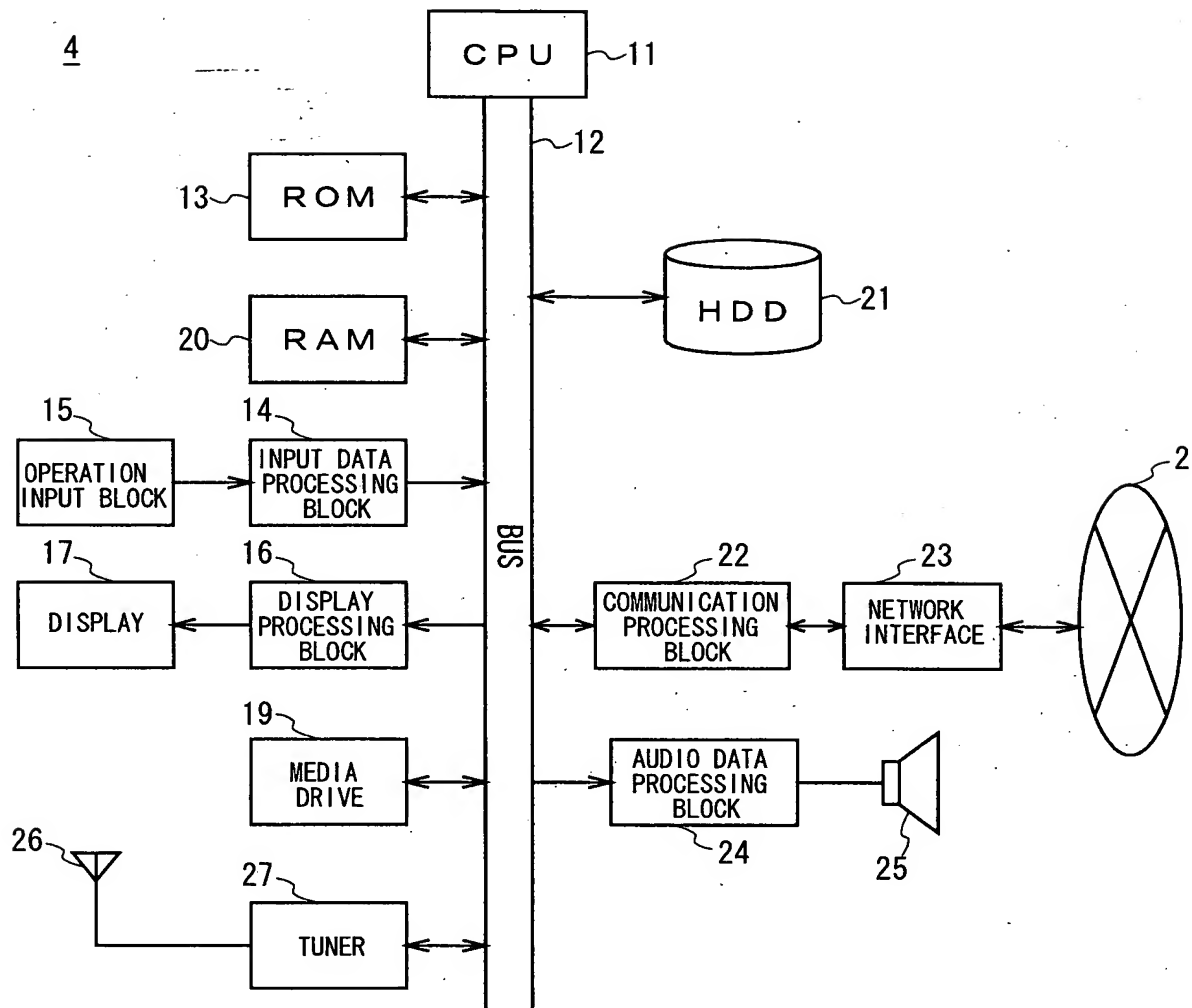 4
CPU
11
12
13
ROM
HDD
21
20
RAM
15
14
OPERATION
INPUT BLOCK
INPUT DATA
PROCESSING
BLOCK
2
BUS
17
16
DISPLAY
DISPLAY
PROCESSING
BLOCK
22
23
COMMUNICATION
PROCESSING
BLOCK
NETWORK
INTERFACE
19
MEDIA
DRIVE
AUDIO DATA
PROCESSING
BLOCK
24
25
26
27
TUNER